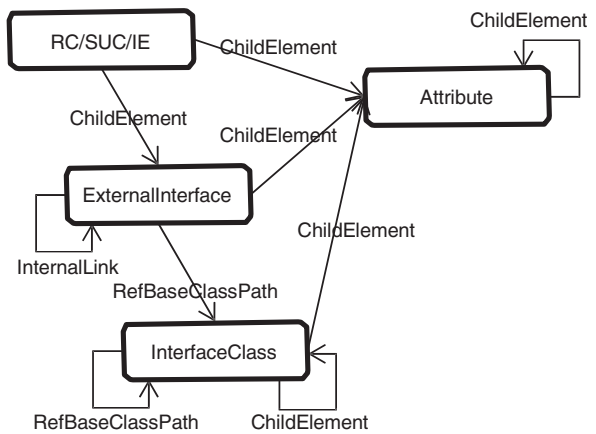 ChildElement
RC/SUC/IE
ChildElement
Attribute
ChildElement
ChildElement
ExternalInterface
ChildElement
InternalLink
RefBaseClassPath
InterfaceClass
RefBaseClassPath
ChildElement